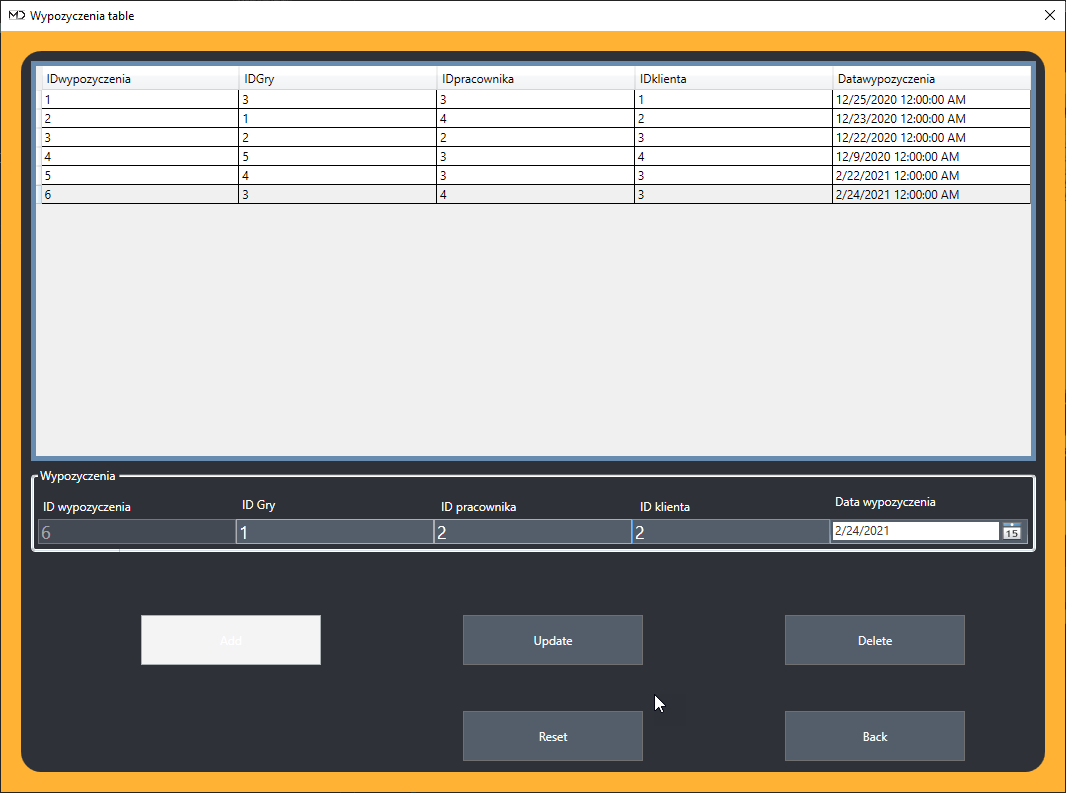 MD Wypozyczenia table
IDwypozyczenia IDGry IDpracownika IDklienta Datawypozyczenia
1 3 3 1 12/25/2020 12:00:00 AM
2 1 4 2 12/23/2020 12:00:00 AM
3 2 2 3 12/22/2020 12:00:00 AM
4 5 3 4 12/9/2020 12:00:00 AM
5 4 3 3 2/22/2021 12:00:00 AM
6 3 4 3 2/24/2021 12:00:00 AM
Wypozyczenia
ID wypozyczenia ID Gry ID pracownika ID klienta Data wypozyczenia
6 1 2 2 2/24/2021 15
Add Update Delete
Reset Back